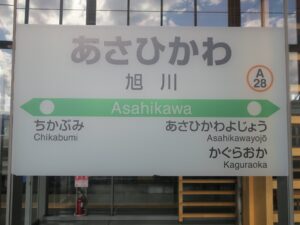 あさひかわ
旭川
A
28
Asahikawa
ちかぶみ
Chikabumi
あさひかわよじょう
Asahikawayojō
かぐらおか
Kaguraoka